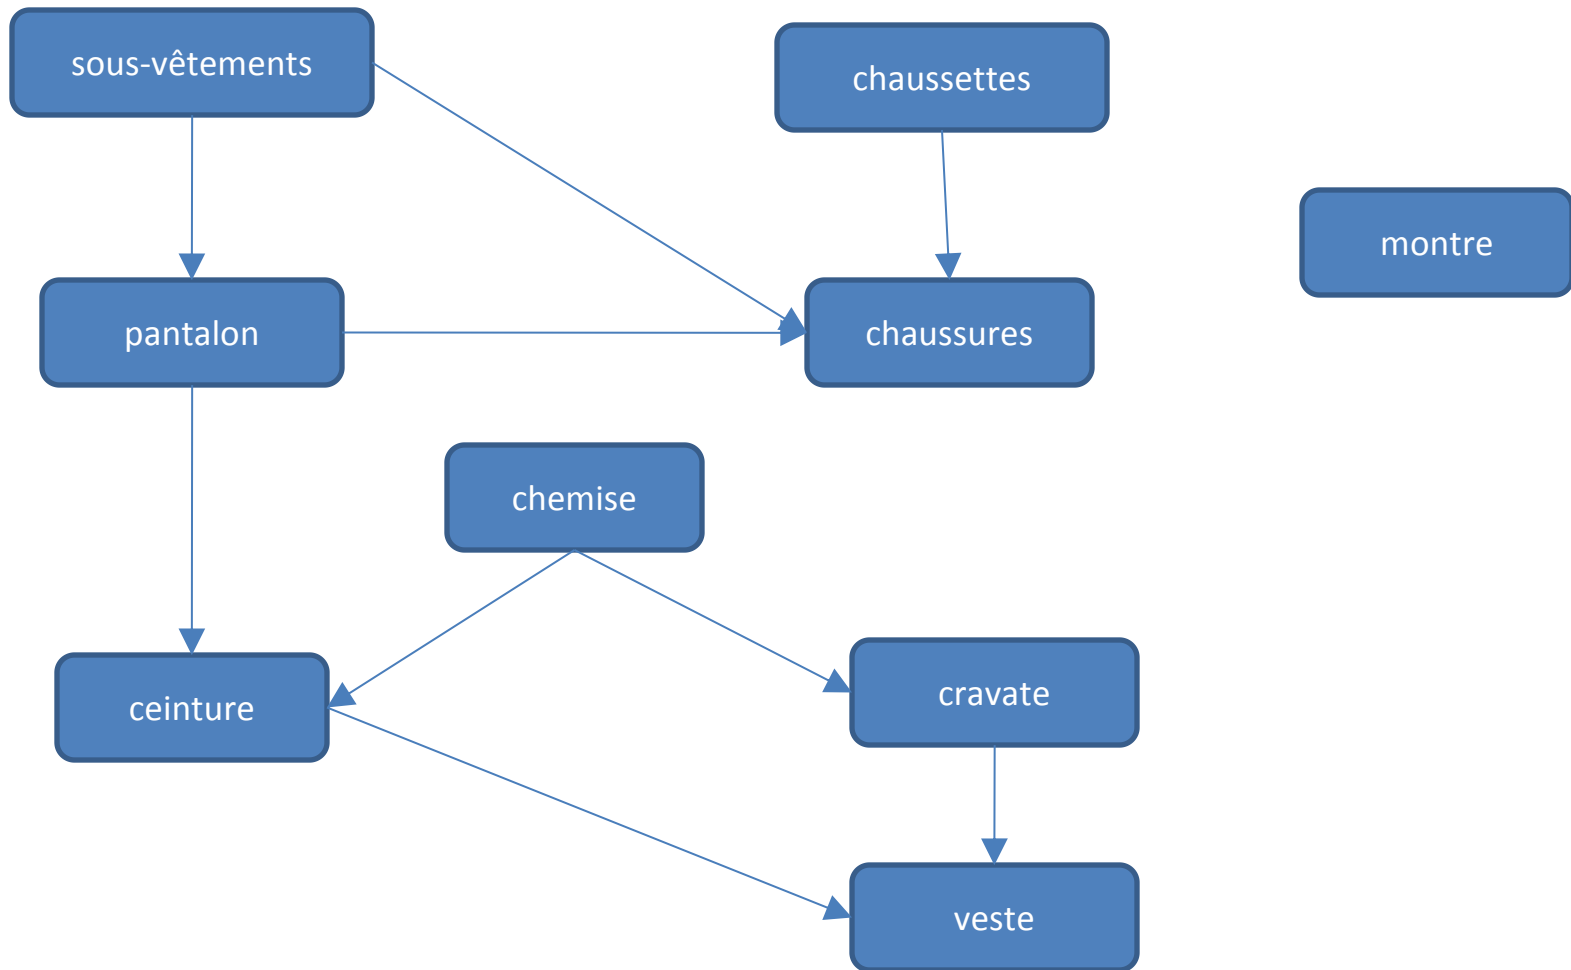 sous-vêtements
chaussettes
montre
pantalon
chaussures
chemise
ceinture
cravate
veste